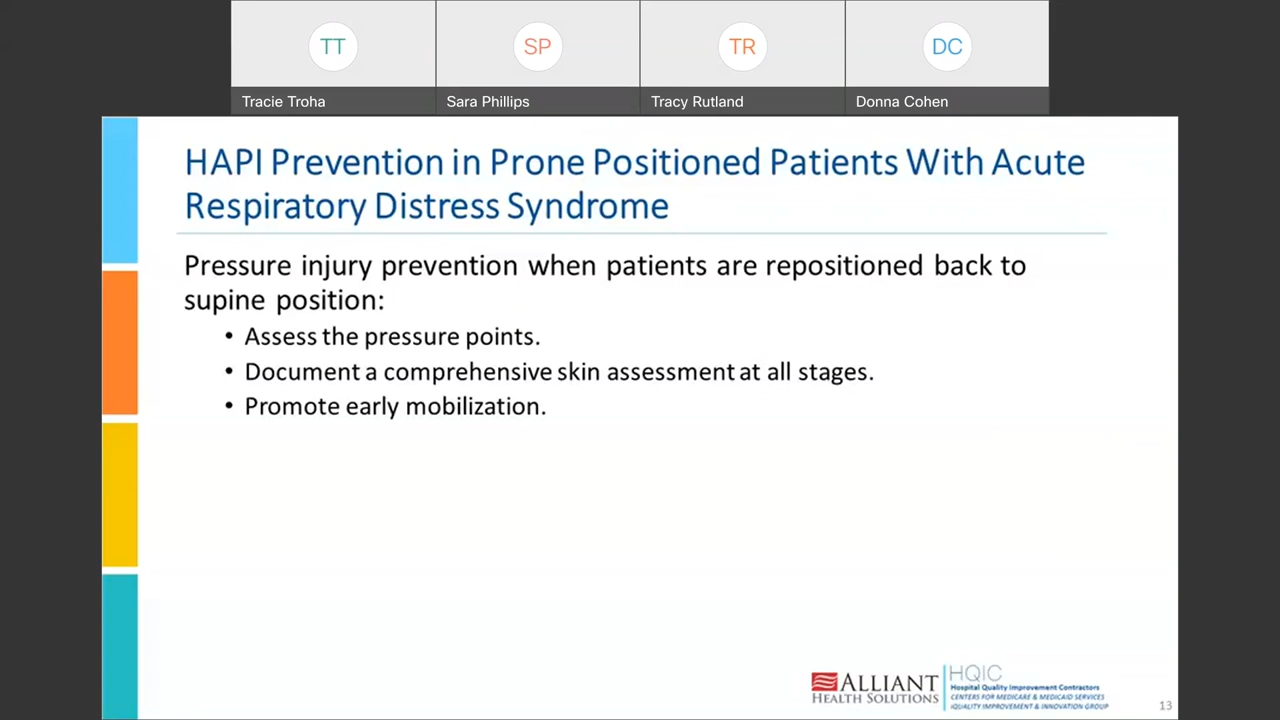 TT
SP
TR
DC
Tracie Troha
Sara Phillips
Tracy Rutland
Donna Cohen
HAPI Prevention in Prone Positioned Patients With Acute
Respiratory Distress Syndrome
Pressure injury prevention when patients are repositioned back to
supine position:
• Assess the pressure points.
• Document a comprehensive skin assessment at all stages.
• Promote early mobilization.
ALLIANT
HEALTH SOLUTIONS
HQIC
Hospital Quality Improvement Contractors
CENTERS FOR MEDICARE & MEDICAID SERVICES
iQUALITY IMPROVEMENT & INNOVATION GROUP
13